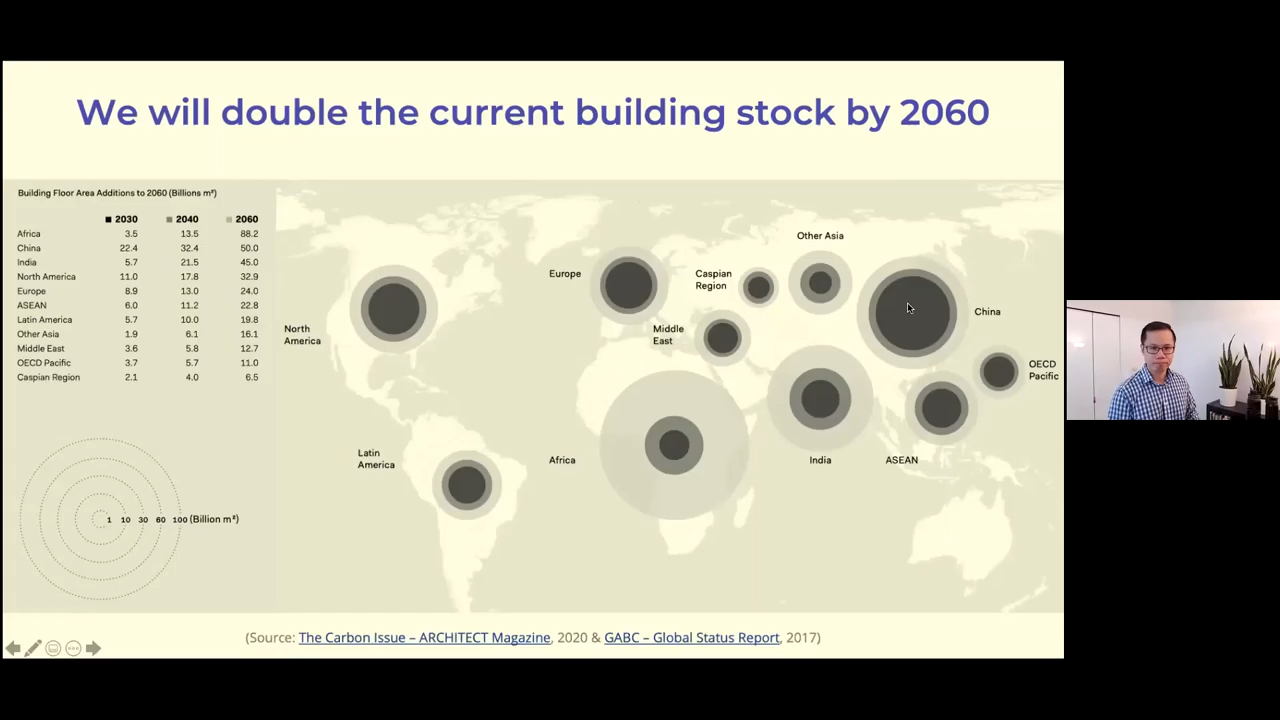 We will double the current building stock by 2060
Building Floor Area Additions to 2060 (Billions m²)
2030 2040 2060
Africa 3.5 13.5 88.2
China 22.4 32.4 50.0
India 5.7 21.5 45.0
North America 11.0 17.8 32.9
Europe 8.9 13.0 24.0
ASEAN 6.0 11.2 22.8
Latin America 5.7 10.0 19.8
Other Asia 1.9 6.1 16.1
Middle East 3.6 5.8 12.7
OECD Pacific 3.7 5.7 11.0
Caspian Region 2.1 4.0 6.5
1 10 30 60 100 (Billion m²)
North
America
Latin
America
Europe
Africa
Middle
East
Caspian
Region
Other Asia
India
ASEAN
China
OECD
Pacific
(Source: The Carbon Issue – ARCHITECT Magazine, 2020 & GABC – Global Status Report, 2017)